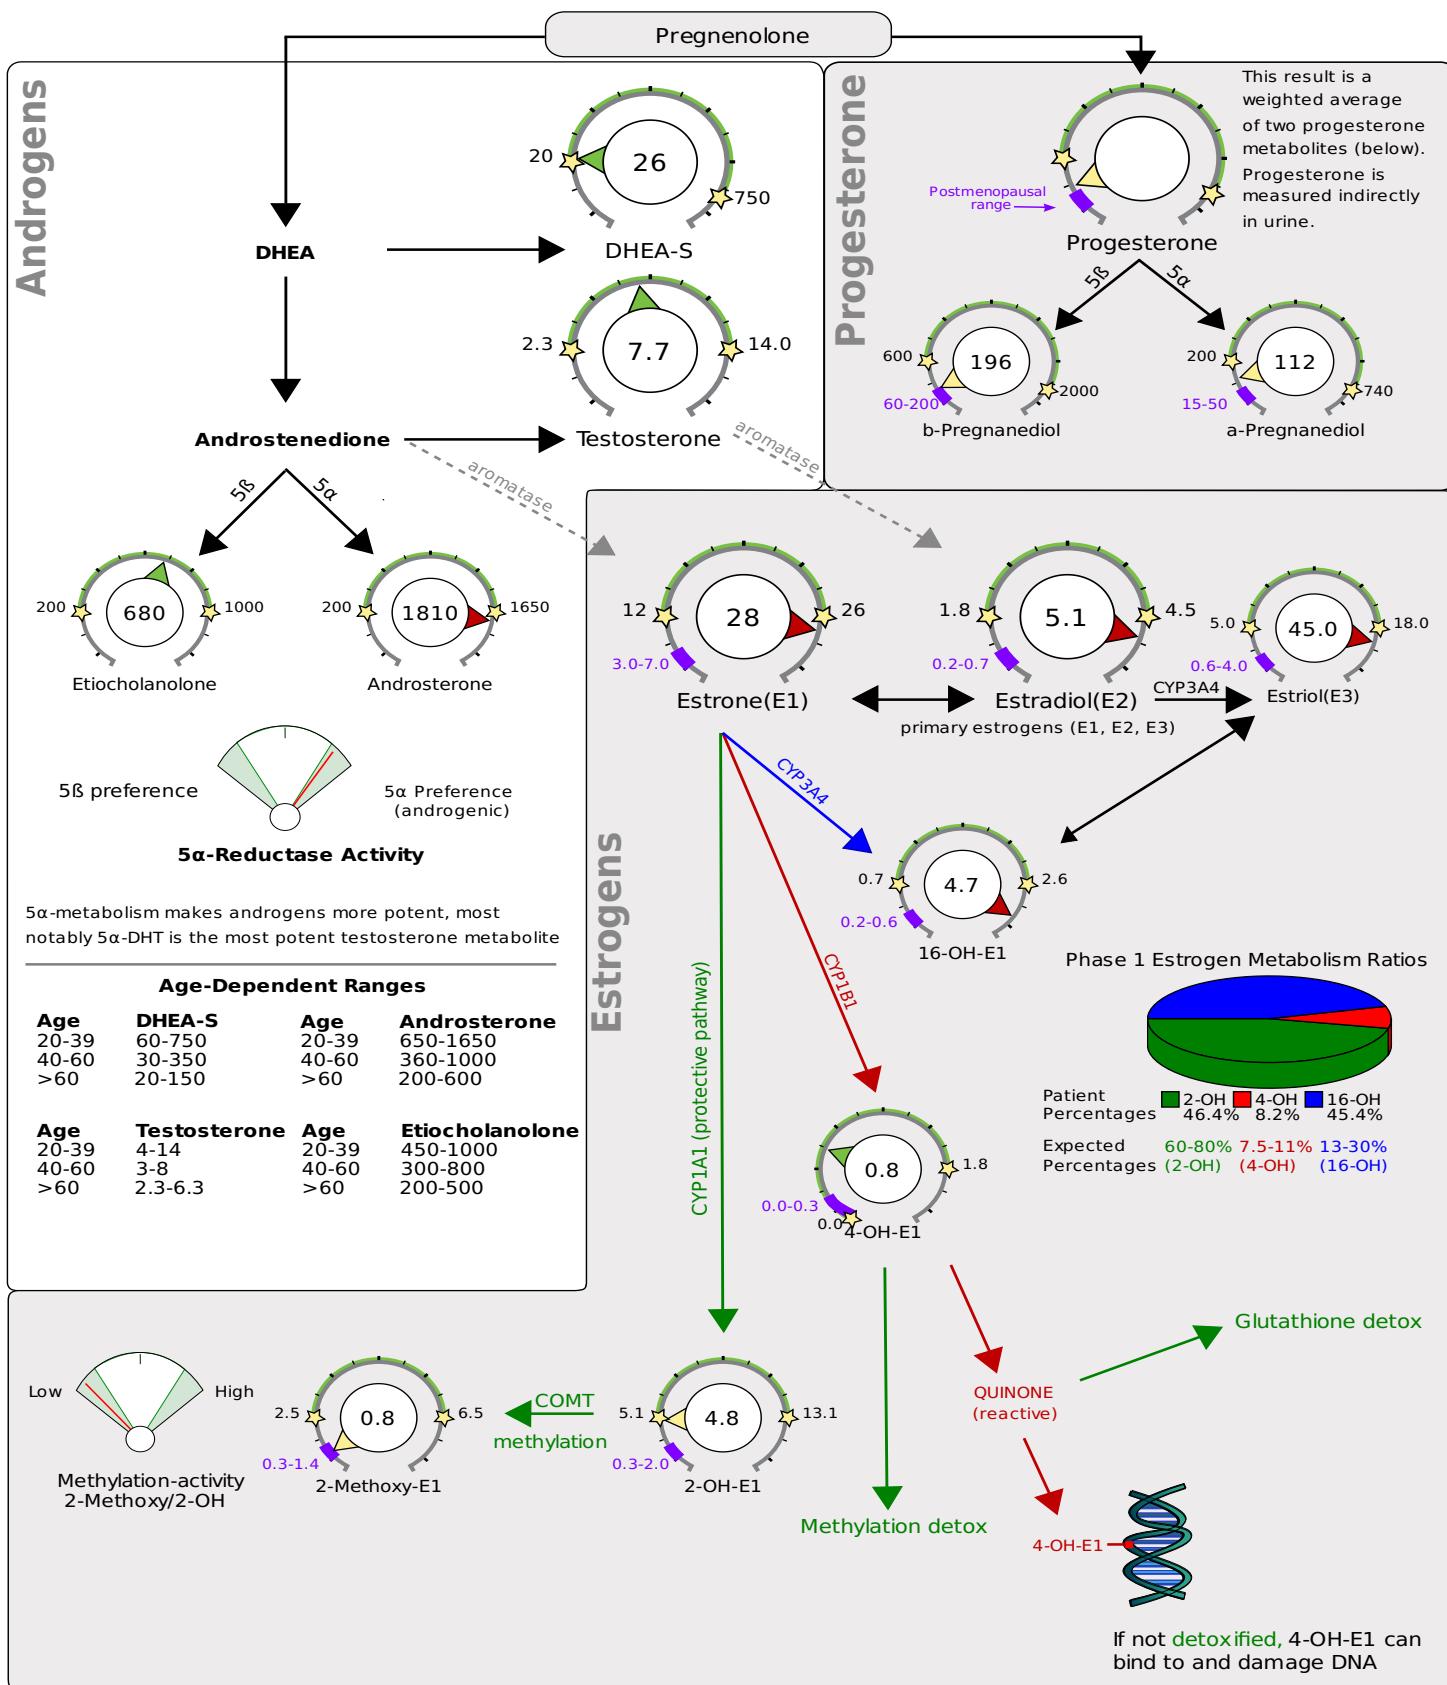 Pregnenolone
Androgens
20
26
750
DHEA-S
DHEA
2.3
7.7
14.0
Testosterone
Androstenedione
aromatase
aromatase
5ß
5α
200
680
1000
Etiocholanolone
200
1810
1650
Androsterone
5ß preference
5α Preference
(androgenic)
5α-Reductase Activity
5α-metabolism makes androgens more potent, most
notably 5α-DHT is the most potent testosterone metabolite
Age-Dependent Ranges
Age DHEA-S Age Androsterone
20-39 60-750 20-39 650-1650
40-60 30-350 40-60 360-1000
>60 20-150 >60 200-600
Age Testosterone Age Etiocholanolone
20-39 4-14 20-39 450-1000
40-60 3-8 40-60 300-800
>60 2.3-6.3 >60 200-500
Progesterone
This result is a
weighted average
of two progesterone
metabolites (below).
Progesterone is
measured indirectly
in urine.
Postmenopausal
range
Progesterone
5ß
5α
600
196
2000
60-200
b-Pregnanediol
200
112
740
15-50
a-Pregnanediol
Estrogens
12
28
26
3.0-7.0
Estrone(E1)
1.8
5.1
4.5
0.2-0.7
Estradiol(E2)
CYP3A4
5.0
45.0
18.0
0.6-4.0
Estriol(E3)
primary estrogens (E1, E2, E3)
CYP3A4
0.7
4.7
2.6
0.2-0.6
16-OH-E1
CYP1B1
CYP1A1 (protective pathway)
Phase 1 Estrogen Metabolism Ratios
Patient 2-OH 4-OH 16-OH
Percentages 46.4% 8.2% 45.4%
Expected 60-80% 7.5-11% 13-30%
Percentages (2-OH) (4-OH) (16-OH)
0.8
1.8
0.0-0.3
0.0
4-OH-E1
Low
High
Methylation-activity
2-Methoxy/2-OH
2.5
0.8
6.5
0.3-1.4
2-Methoxy-E1
COMT
methylation
5.1
4.8
13.1
0.3-2.0
2-OH-E1
Methylation detox
QUINONE
(reactive)
Glutathione detox
4-OH-E1
If not detoxified, 4-OH-E1 can
bind to and damage DNA